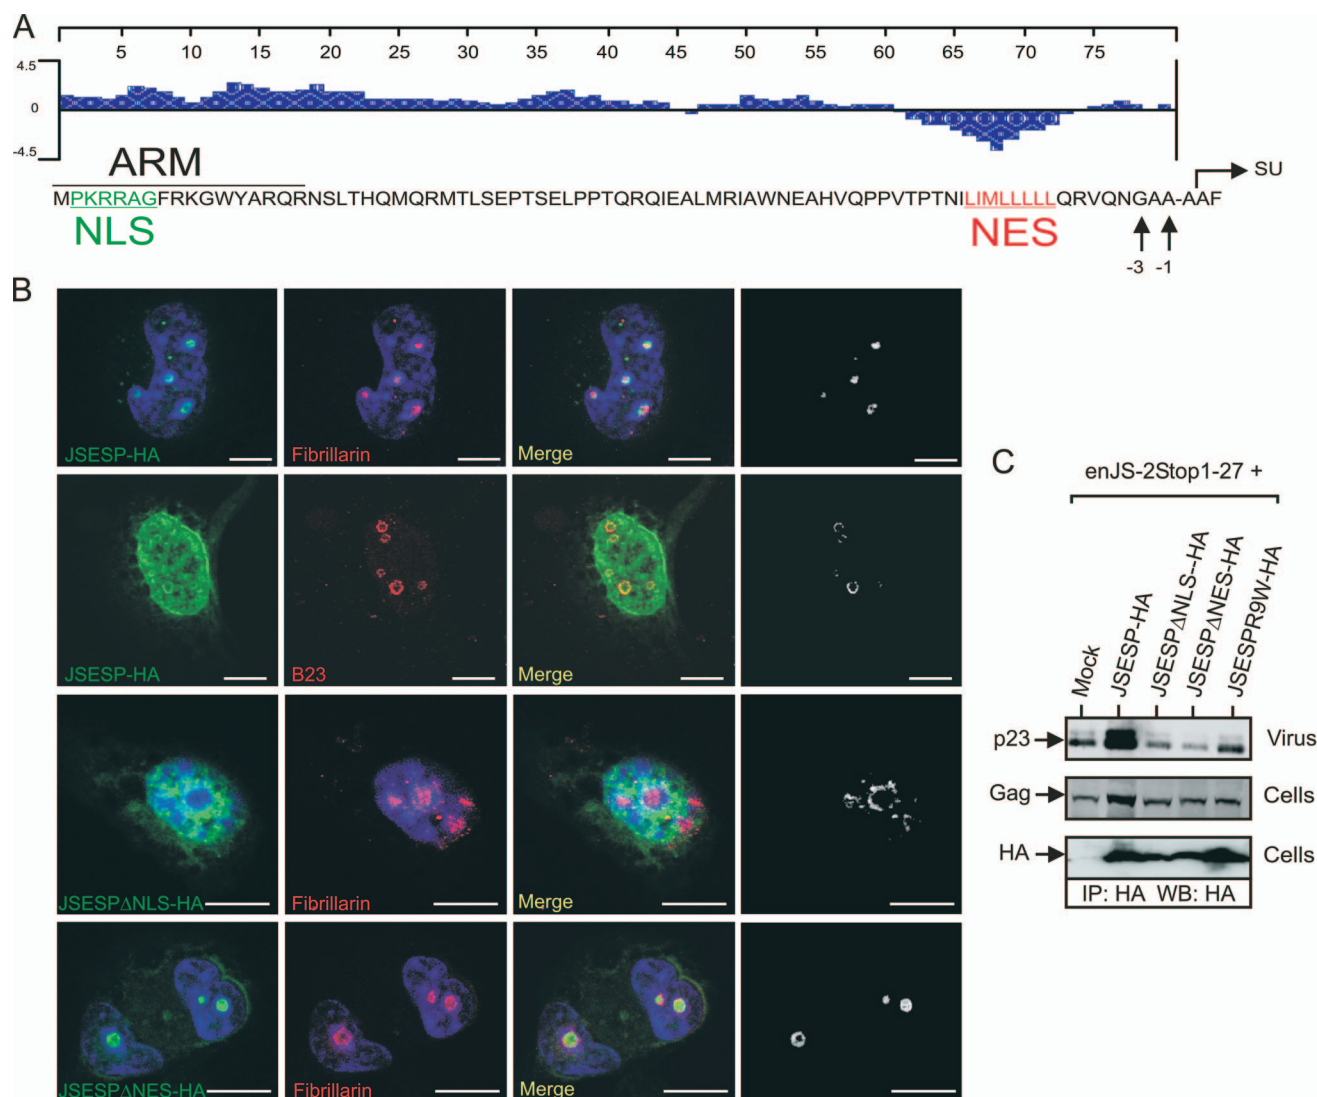 A
5 10 15 20 25 30 35 40 45 50 55 60 65 70 75
4.5
0
-4.5
ARM
SU
MPKRRAGFRKGWYARQRNSLTHQMQRMTLSEPTSELPPTQRQIEALMRIAWNEAHVQPPVTPTNILIMLLLLLQRVQNGAA-AAF
NLS
NES
-3 -1
B
JSESP-HA Fibrillarin Merge
JSESP-HA B23 Merge
JSESPΔNLS-HA Fibrillarin Merge
JSESPΔNES-HA Fibrillarin Merge
C
enJS-2Stop1-27 +
Mock
JSESP-HA
JSESPΔNLS--HA
JSESPΔNES-HA
JSESPR9W-HA
p23 Virus
Gag Cells
HA Cells
IP: HA WB: HA